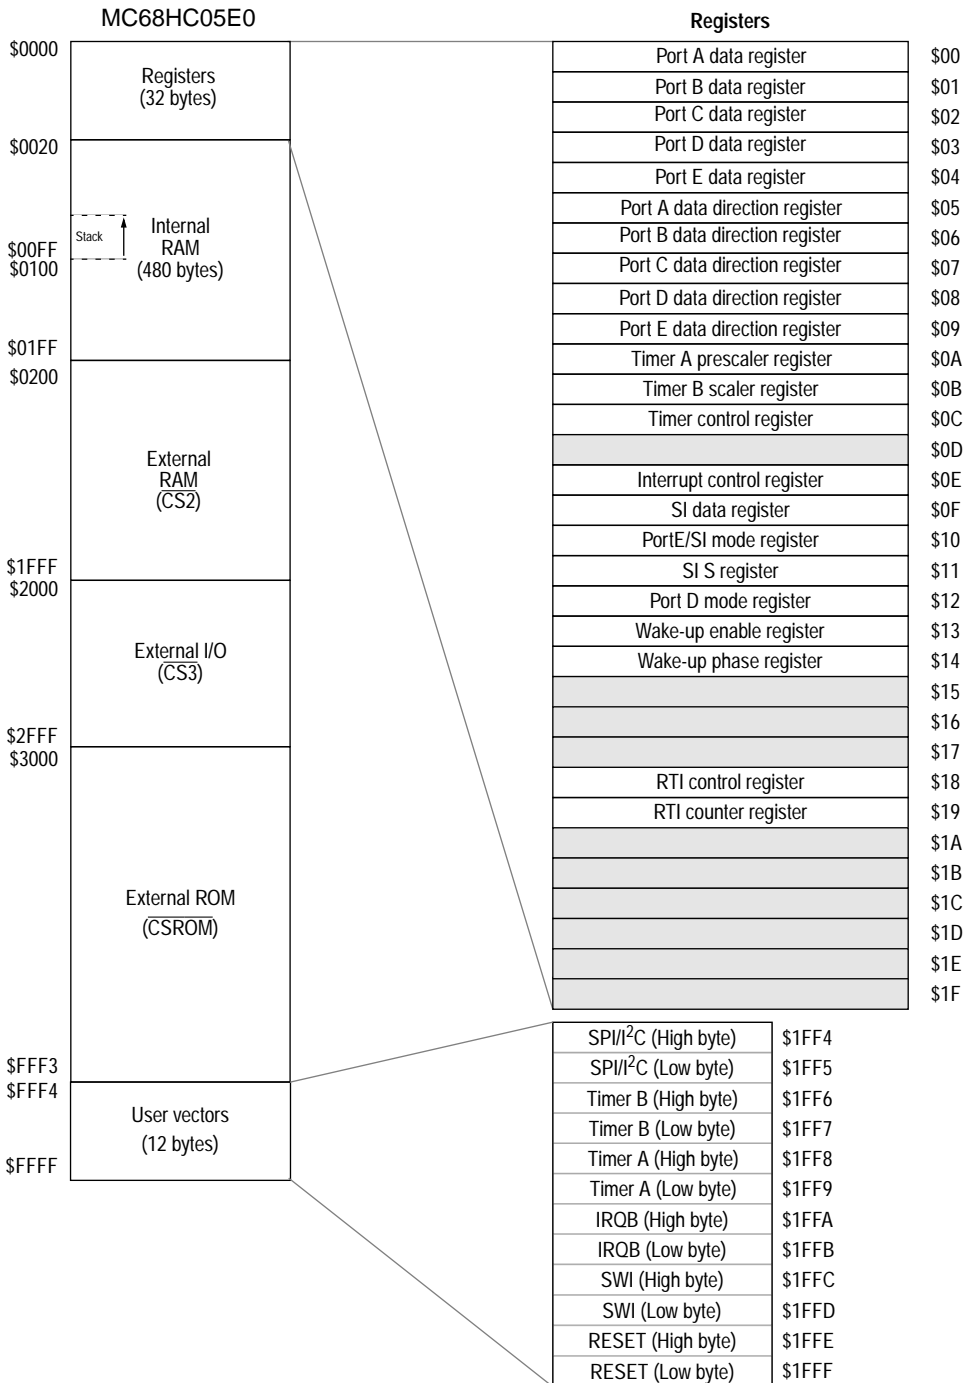 MC68HC05E0
$0000
Registers
(32 bytes)
$0020
Stack
Internal
RAM
(480 bytes)
$00FF
$0100
$01FF
$0200
External
RAM
(CS2)
$1FFF
$2000
External I/O
(CS3)
$2FFF
$3000
External ROM
(CSROM)
$FFF3
$FFF4
User vectors
(12 bytes)
$FFFF
Registers
Port A data register $00
Port B data register $01
Port C data register $02
Port D data register $03
Port E data register $04
Port A data direction register $05
Port B data direction register $06
Port C data direction register $07
Port D data direction register $08
Port E data direction register $09
Timer A prescaler register $0A
Timer B scaler register $0B
Timer control register $0C
$0D
Interrupt control register $0E
SI data register $0F
PortE/SI mode register $10
SI S register $11
Port D mode register $12
Wake-up enable register $13
Wake-up phase register $14
$15
$16
$17
RTI control register $18
RTI counter register $19
$1A
$1B
$1C
$1D
$1E
$1F
SPI/I²C (High byte) $1FF4
SPI/I²C (Low byte) $1FF5
Timer B (High byte) $1FF6
Timer B (Low byte) $1FF7
Timer A (High byte) $1FF8
Timer A (Low byte) $1FF9
IRQB (High byte) $1FFA
IRQB (Low byte) $1FFB
SWI (High byte) $1FFC
SWI (Low byte) $1FFD
RESET (High byte) $1FFE
RESET (Low byte) $1FFF